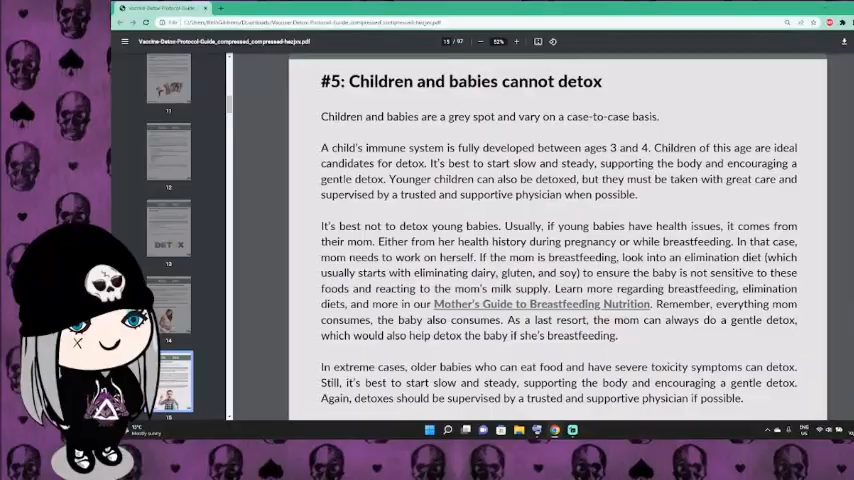 Vaccine-Detox-Protocol-Guide_co
Vaccine-Detox-Protocol-Guide_compressed_compressed-hezjvx.pdf
15 / 97
52%
11
12
DETOX
13
14
15
#5: Children and babies cannot detox
Children and babies are a grey spot and vary on a case-to-case basis.
A child's immune system is fully developed between ages 3 and 4. Children of this age are ideal
candidates for detox. It's best to start slow and steady, supporting the body and encouraging a
gentle detox. Younger children can also be detoxed, but they must be taken with great care and
supervised by a trusted and supportive physician when possible.
It's best not to detox young babies. Usually, if young babies have health issues, it comes from
their mom. Either from her health history during pregnancy or while breastfeeding. In that case,
mom needs to work on herself. If the mom is breastfeeding, look into an elimination diet (which
usually starts with eliminating dairy, gluten, and soy) to ensure the baby is not sensitive to these
foods and reacting to the mom's milk supply. Learn more regarding breastfeeding, elimination
diets, and more in our Mother's Guide to Breastfeeding Nutrition. Remember, everything mom
consumes, the baby also consumes. As a last resort, the mom can always do a gentle detox,
which would also help detox the baby if she's breastfeeding.
In extreme cases, older babies who can eat food and have severe toxicity symptoms can detox.
Still, it's best to start slow and steady, supporting the body and encouraging a gentle detox.
Again, detoxes should be supervised by a trusted and supportive physician if possible.
Mostly sunny
ENG